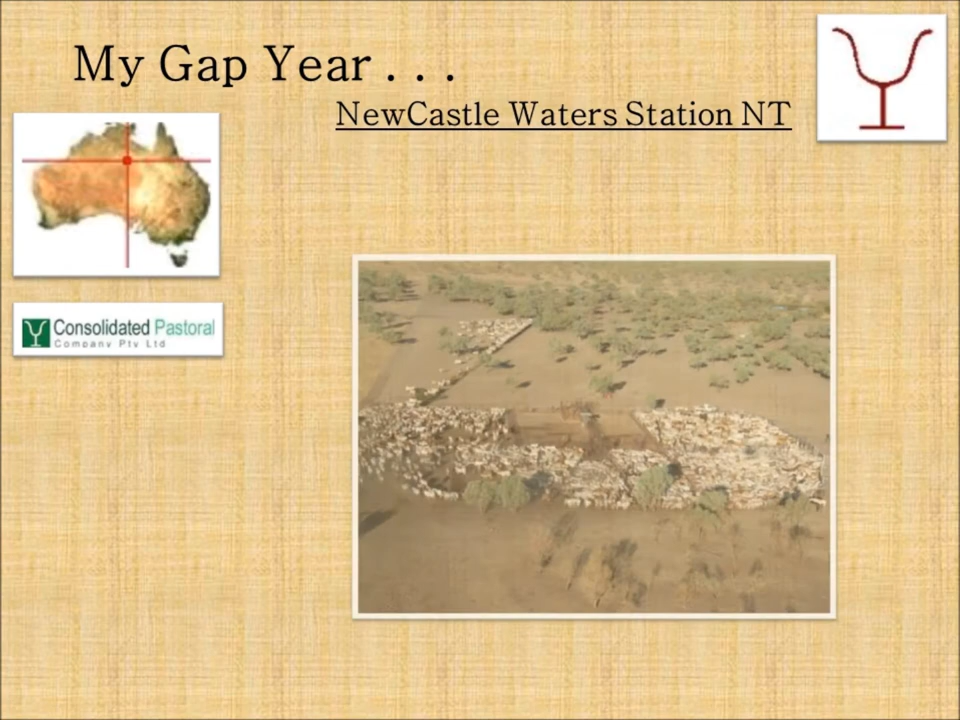 My Gap Year . . .
NewCastle Waters Station NT
Consolidated Pastoral
Company Pty Ltd